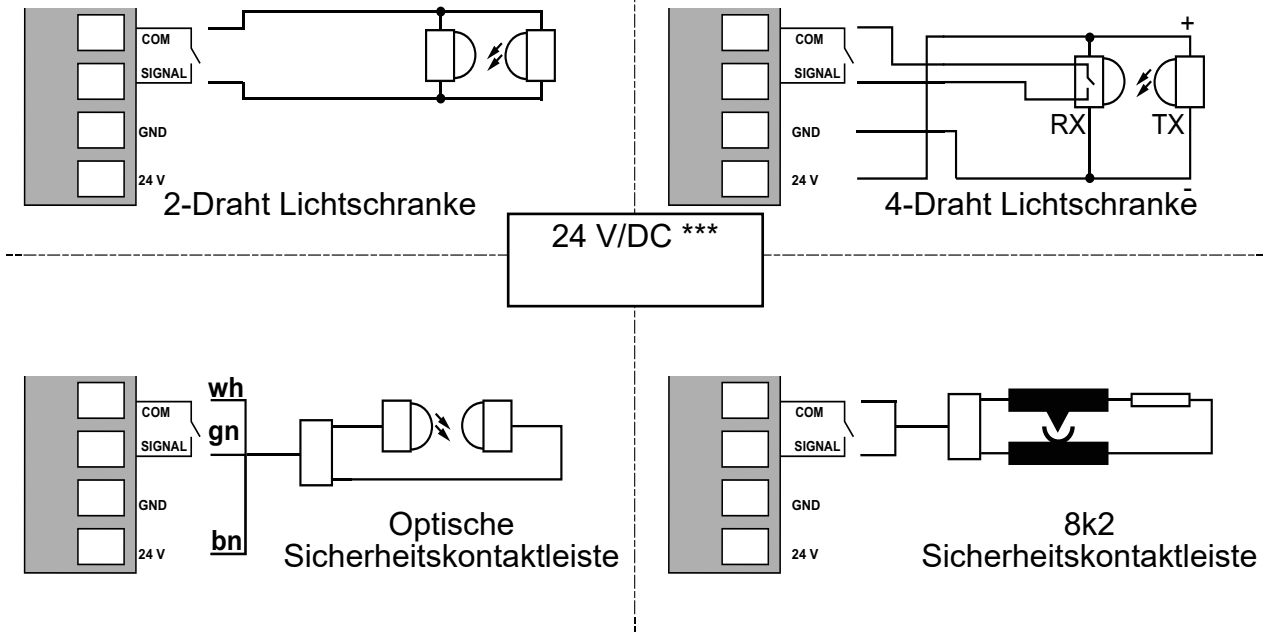 COM
SIGNAL
GND
24 V
2-Draht Lichtschranke
COM
SIGNAL
GND
24 V
+
RX
TX
-
4-Draht Lichtschranke
24 V/DC ***
COM
SIGNAL
GND
24 V
wh
gn
bn
Optische
Sicherheitskontaktleiste
COM
SIGNAL
GND
24 V
8k2
Sicherheitskontaktleiste